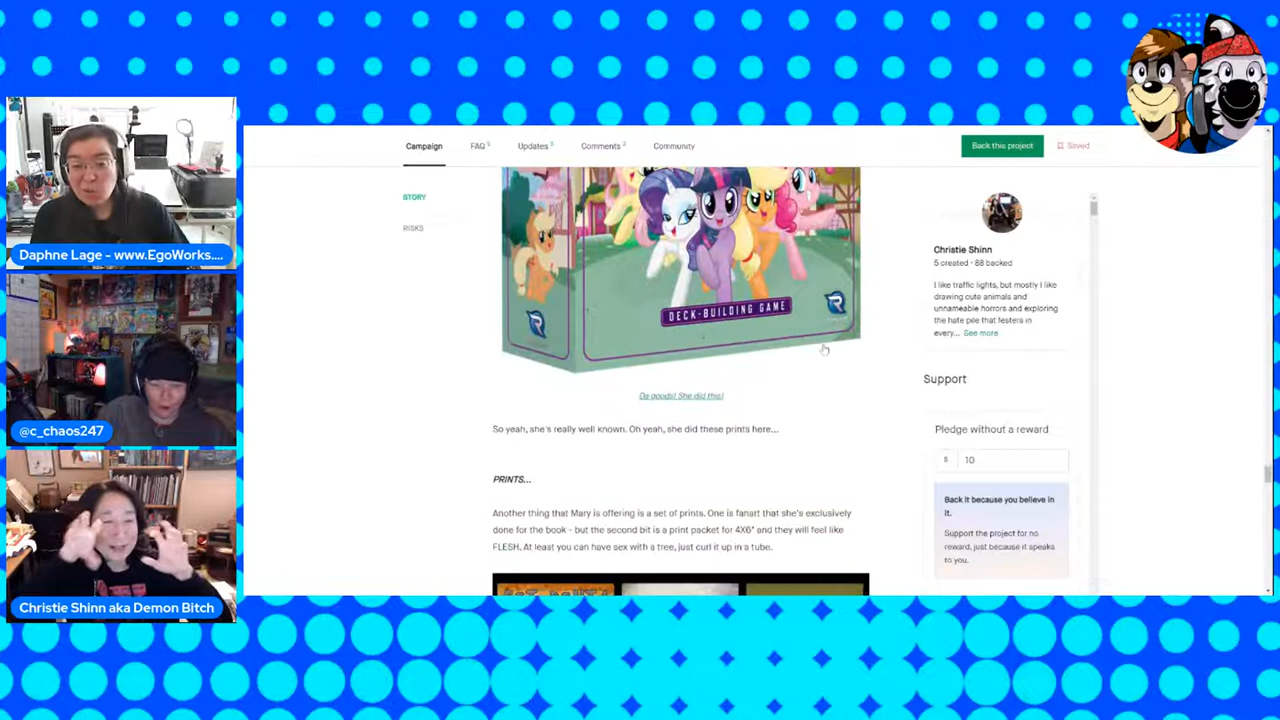 Campaign
FAQ 5
Comments 3
Updates
Community
Back this project
Saved
STORY
RISKS
DECK-BUILDING GAME
Da goods! She did this!
So yeah, she's really well known. Oh yeah, she did these prints here...
PRINTS...
Another thing that Mary is offering is a set of prints. One is fanart that she's exclusively
done for the book - but the second bit is a print packet for 4X6" and they will feel like
FLESH. At least you can have sex with a tree, just curl it up in a tube.
Christie Shinn
5 created · 88 backed
I like traffic lights, but mostly I like
drawing cute animals and
unnameable horrors and exploring
the hate pile that festers in
every... See more
Support
Pledge without a reward
$ 10
Back it because you believe in
it.
Support the project for no
reward, just because it speaks
to you.
Daphne Lage - www.EgoWorks....
@c_chaos247
Christie Shinn aka Demon Bitch